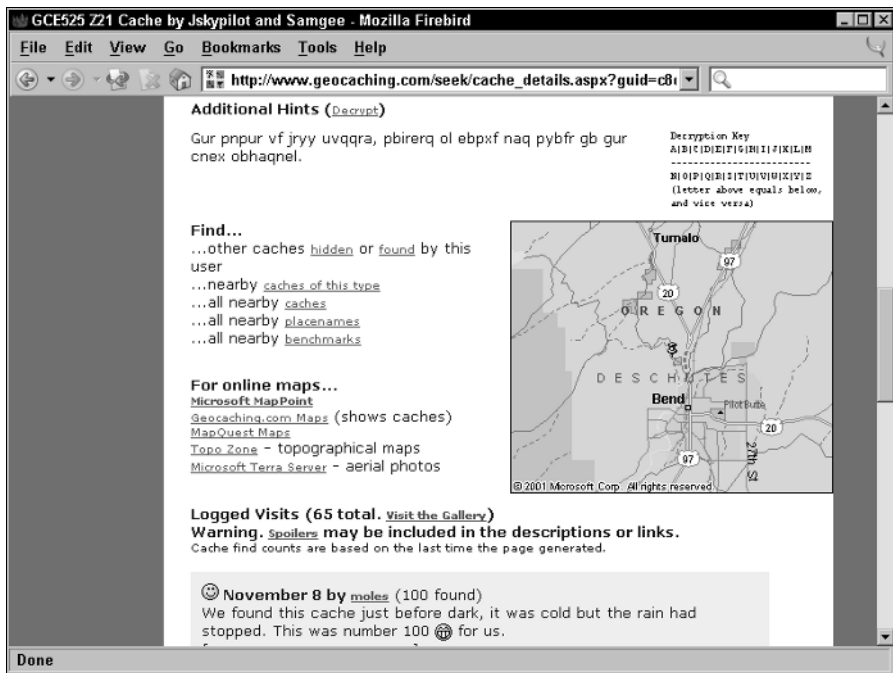 GCE525 Z21 Cache by Jskypilot and Samgee - Mozilla Firebird
File Edit View Go Bookmarks Tools Help
http://www.geocaching.com/seek/cache_details.aspx?guid=c8
Additional Hints (Decrypt)
Gur pnpur vf jryy uvqqra, pbirerq ol ebpxf naq pybfr gb gur
cnex obhaqnel.
Decryption Key
A|B|C|D|E|F|G|H|I|J|K|L|M
-------------------------
N|O|P|Q|R|S|T|U|V|W|X|Y|Z
(letter above equals below,
and vice versa)
Find...
...other caches hidden or found by this
user
...nearby caches of this type
...all nearby caches
...all nearby placenames
...all nearby benchmarks
For online maps...
Microsoft MapPoint
Geocaching.com Maps (shows caches)
MapQuest Maps
Topo Zone - topographical maps
Microsoft Terra Server - aerial photos
Tumalo
97
20
OREGON
DESCHUTES
Bend
Pilot Butte
20
97
27th St
© 2001 Microsoft Corp. All rights reserved.
Logged Visits (65 total. Visit the Gallery)
Warning. Spoilers may be included in the descriptions or links.
Cache find counts are based on the last time the page generated.
November 8 by moles (100 found)
We found this cache just before dark, it was cold but the rain had
stopped. This was number 100 for us.
Done